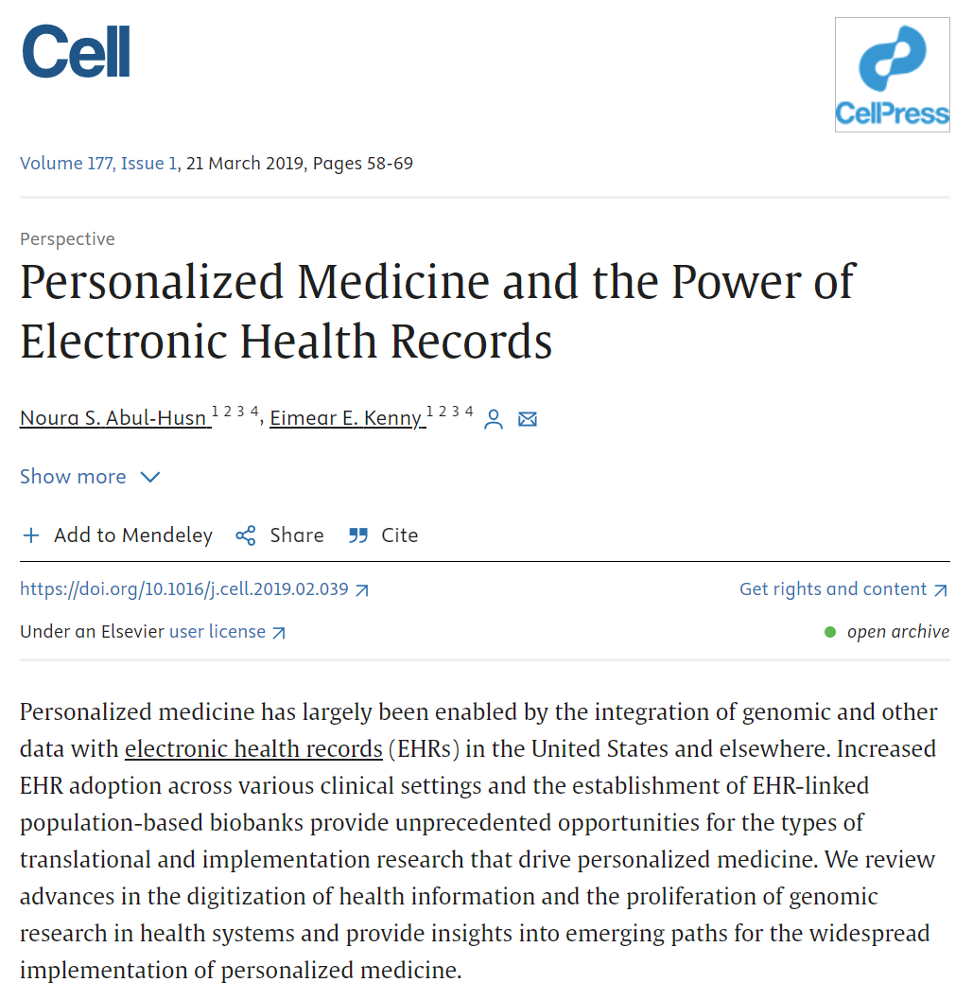 Cell
CellPress
Volume 177, Issue 1, 21 March 2019, Pages 58-69
Perspective
Personalized Medicine and the Power of
Electronic Health Records
Noura S. Abul-Husn 1 2 3 4, Eimear E. Kenny 1 2 3 4
Show more
Add to Mendeley Share Cite
https://doi.org/10.1016/j.cell.2019.02.039 Get rights and content
Under an Elsevier user license open archive
Personalized medicine has largely been enabled by the integration of genomic and other
data with electronic health records (EHRs) in the United States and elsewhere. Increased
EHR adoption across various clinical settings and the establishment of EHR-linked
population-based biobanks provide unprecedented opportunities for the types of
translational and implementation research that drive personalized medicine. We review
advances in the digitization of health information and the proliferation of genomic
research in health systems and provide insights into emerging paths for the widespread
implementation of personalized medicine.